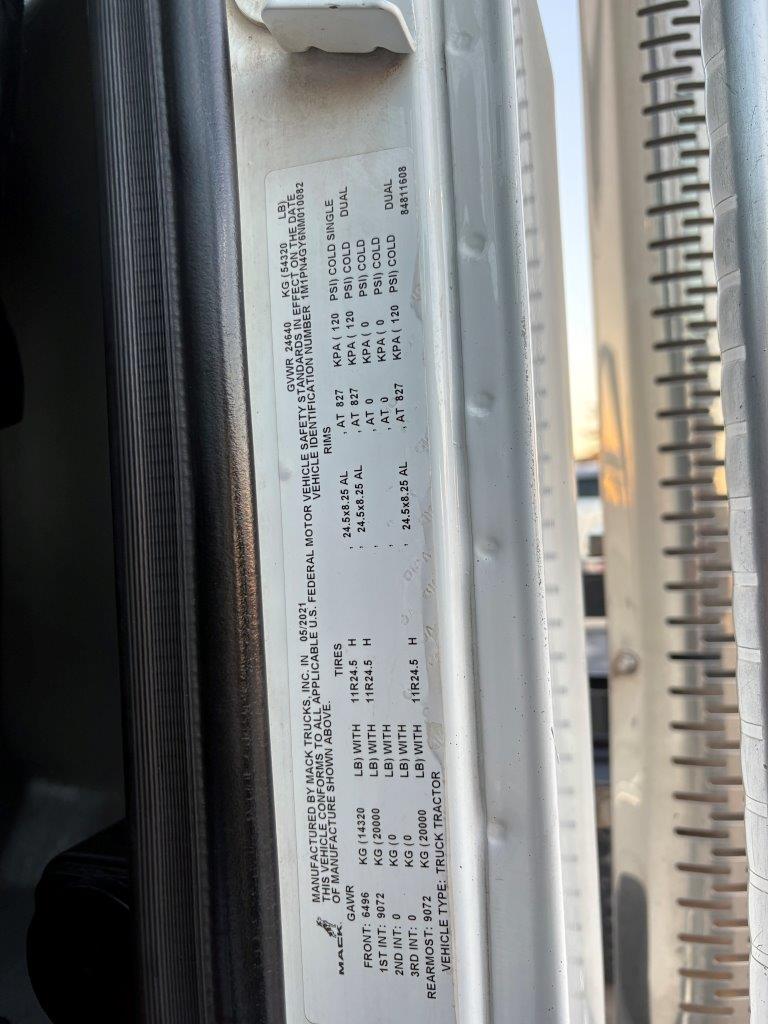 MANUFACTURED BY MACK TRUCKS, INC. IN 05/2021 GVWR 24640 KG (54320 LB)
THIS VEHICLE CONFORMS TO ALL APPLICABLE U.S. FEDERAL MOTOR VEHICLE SAFETY STANDARDS IN EFFECT ON THE DATE
OF MANUFACTURE SHOWN ABOVE. VEHICLE IDENTIFICATION NUMBER 1M1PN4GY6NM010082
MACK
GAWR TIRES RIMS
FRONT: 6496 KG (14320 LB) WITH 11R24.5 H , 24.5x8.25 AL , AT 827 KPA ( 120 PSI) COLD SINGLE
1ST INT: 9072 KG (20000 LB) WITH 11R24.5 H , 24.5x8.25 AL , AT 827 KPA ( 120 PSI) COLD DUAL
2ND INT: 0 KG (0 LB) WITH , , AT 0 KPA ( 0 PSI) COLD
3RD INT: 0 KG (0 LB) WITH , , AT 0 KPA ( 0 PSI) COLD DUAL
REARMOST: 9072 KG (20000 LB) WITH 11R24.5 H , 24.5x8.25 AL , AT 827 KPA ( 120 PSI) COLD
VEHICLE TYPE: TRUCK TRACTOR 84811608